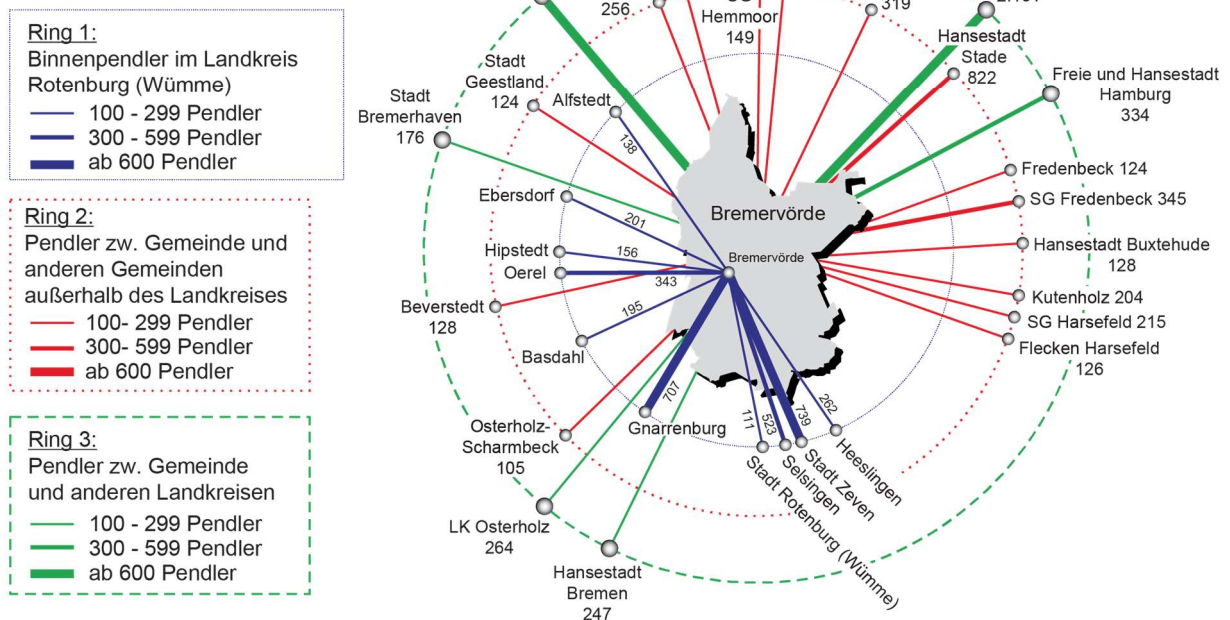 Ring 1:
Binnenpendler im Landkreis
Rotenburg (Wümme)
100 - 299 Pendler
300 - 599 Pendler
ab 600 Pendler
Ring 2:
Pendler zw. Gemeinde und
anderen Gemeinden
außerhalb des Landkreises
100- 299 Pendler
300- 599 Pendler
ab 600 Pendler
Ring 3:
Pendler zw. Gemeinde
und anderen Landkreisen
100 - 299 Pendler
300 - 599 Pendler
ab 600 Pendler
256
Hemmoor
149
319
Hansestadt
Stade
822
Freie und Hansestadt
Hamburg
334
Stadt
Geestland
124
Stadt
Bremerhaven
176
Alfstedt
138
Ebersdorf
201
Hipstedt
156
Oerel
343
Beverstedt
128
Basdahl
195
Bremervörde
Bremervörde
Fredenbeck 124
SG Fredenbeck 345
Hansestadt Buxtehude
128
Kutenholz 204
SG Harsefeld 215
Flecken Harsefeld
126
707
Gnarrenburg
111
523
739
262
Osterholz-
Scharmbeck
105
Stadt Rotenburg (Wümme)
Selsingen
Stadt Zeven
Heeslingen
LK Osterholz
264
Hansestadt
Bremen
247